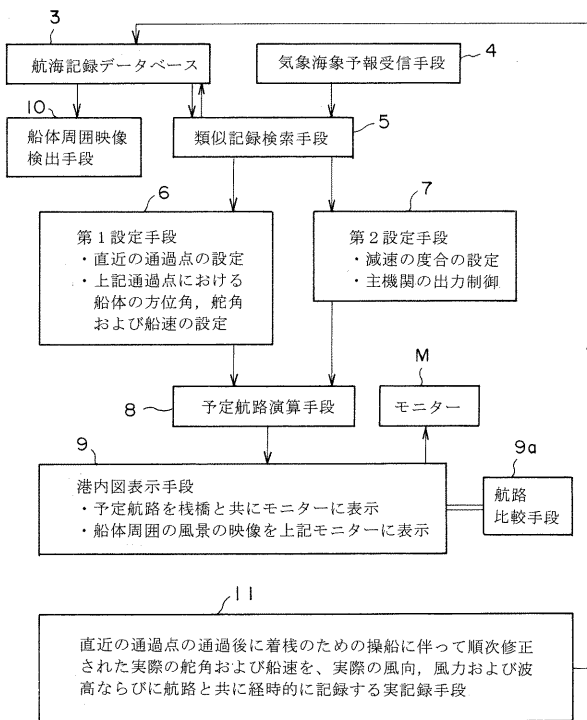 3
航海記録データベース
4
気象海象予報受信手段
10
船体周囲映像
検出手段
5
類似記録検索手段
6
第1設定手段
・直近の通過点の設定
・上記通過点における
船体の方位角，舵角
および船速の設定
7
第2設定手段
・減速の度合の設定
・主機関の出力制御
8
予定航路演算手段
M
モニター
9
港内図表示手段
・予定航路を桟橋と共にモニターに表示
・船体周囲の風景の映像を上記モニターに表示
9a
航路
比較手段
11
直近の通過点の通過後に着桟のための操船に伴って順次修正
された実際の舵角および船速を、実際の風向，風力および波
高ならびに航路と共に経時的に記録する実記録手段